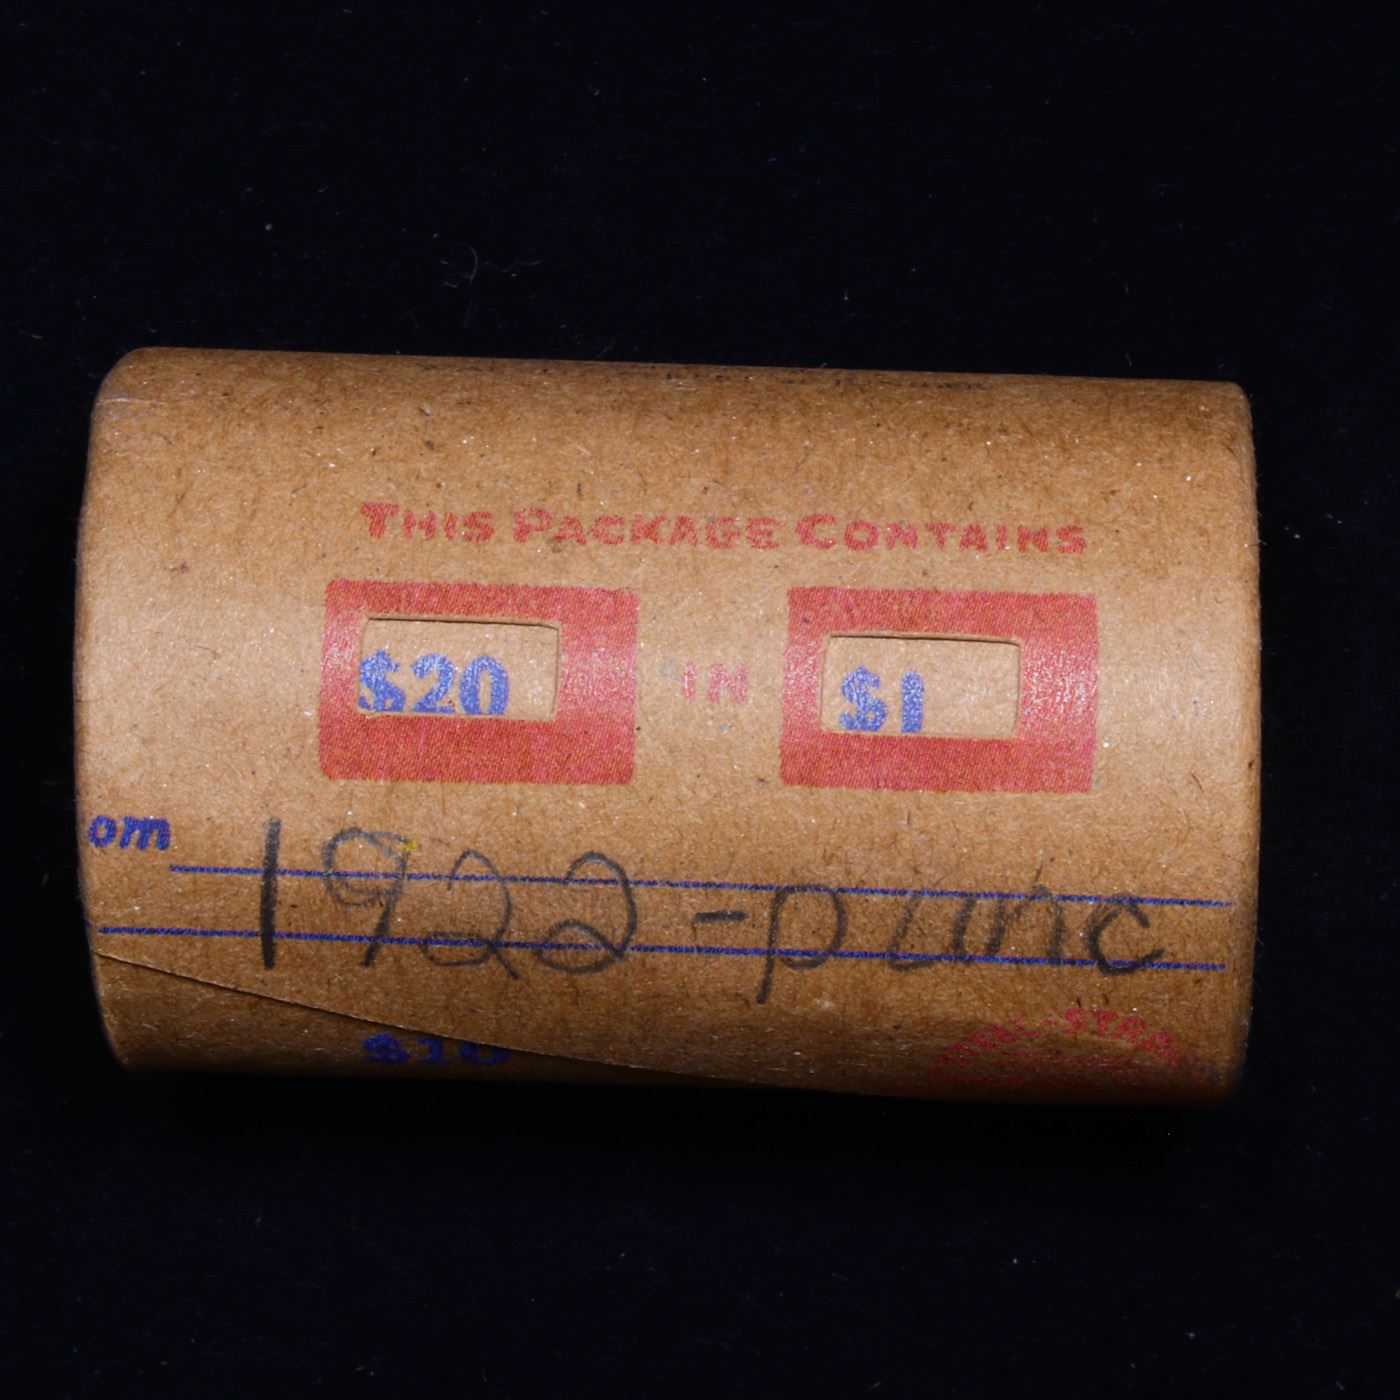 THIS PACKAGE CONTAINS
$20 IN $1
om
1922-p unc
$10